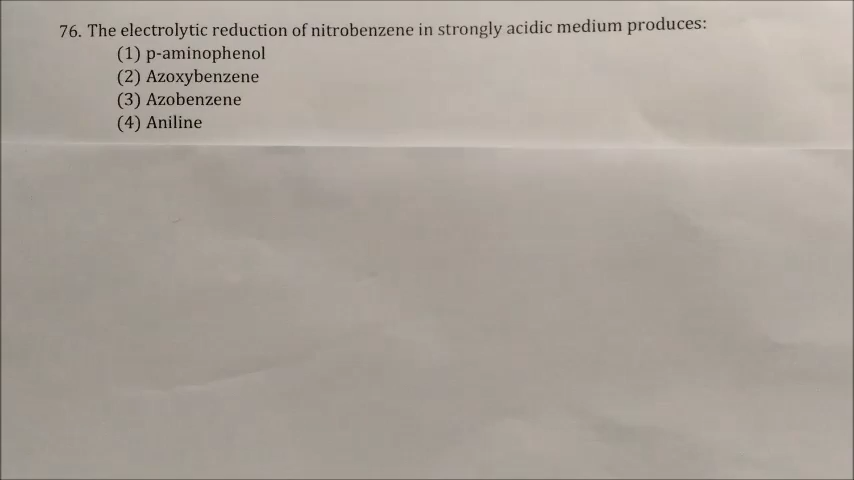 76. The electrolytic reduction of nitrobenzene in strongly acidic medium produces:
(1) p-aminophenol
(2) Azoxybenzene
(3) Azobenzene
(4) Aniline